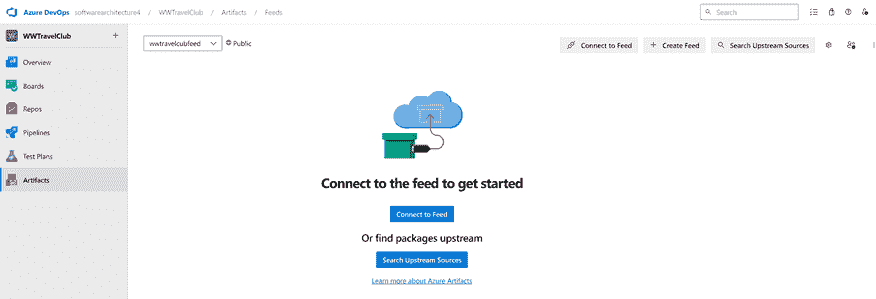 Azure DevOps softwarearchitecture4 / WWTravelClub / Artifacts / Feeds Search
WWTravelClub +
wwtravelcubfeed Public Connect to Feed + Create Feed Search Upstream Sources
Overview
Boards
Repos
Pipelines
Test Plans
Artifacts
Connect to the feed to get started
Connect to Feed
Or find packages upstream
Search Upstream Sources
Learn more about Azure Artifacts